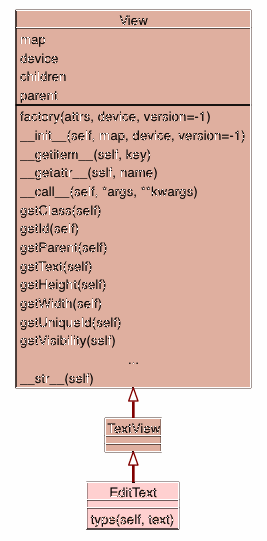 View
map
device
children
parent
factory(attrs, device, version=-1)
__init__(self, map, device, version=-1)
__getitem__(self, key)
__getattr__(self, name)
__call__(self, *args, **kwargs)
getClass(self)
getId(self)
getParent(self)
getText(self)
getHeight(self)
getWidth(self)
getUniqueId(self)
getVisibility(self)
...
__str__(self)
TextView
EditText
type(self, text)